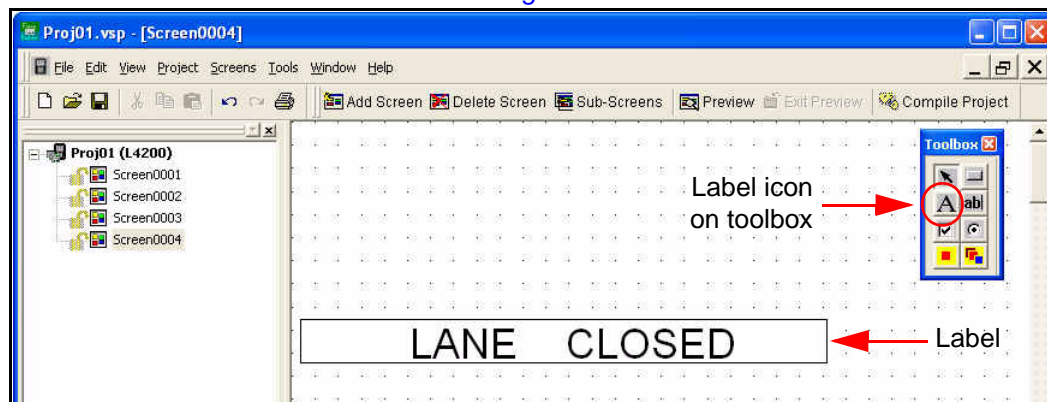 Proj01.vsp - [Screen0004]
File Edit View Project Screens Tools Window Help
Add Screen Delete Screen Sub-Screens Preview Exit Preview Compile Project
Proj01 (L4200)
Screen0001
Screen0002
Screen0003
Screen0004
Toolbox
A ab
Label icon
on toolbox
LANE CLOSED
Label